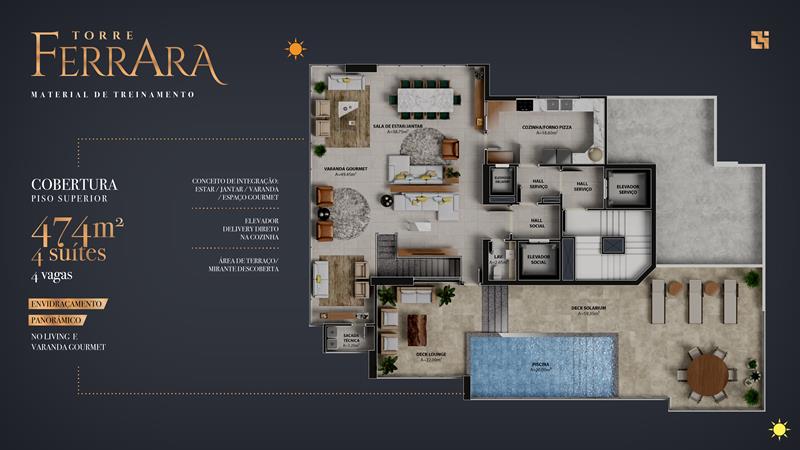 TORRE
FERRARA
MATERIAL DE TREINAMENTO
COBERTURA
PISO SUPERIOR
474m²
4 suítes
4 vagas
ENVIDRAÇAMENTO
PANORÂMICO
NO LIVING E
VARANDA GOURMET
CONCEITO DE INTEGRAÇÃO:
ESTAR / JANTAR / VARANDA
/ ESPAÇO GOURMET
ELEVADOR
DELIVERY DIRETO
NA COZINHA
ÁREA DE TERRAÇO/
MIRANTE DESCOBERTA
SALA DE ESTAR/JANTAR
VARANDA GOURMET
COZINHA/FORNO PIZZA
ELEVADOR
DELIVERY
HALL
SERVIÇO
HALL
SERVIÇO
ELEVADOR
SERVIÇO
HALL
SOCIAL
LAV.
ELEVADOR
SOCIAL
SACADA
TÉCNICA
DECK LOUNGE
DECK SOLARIUM
PISCINA